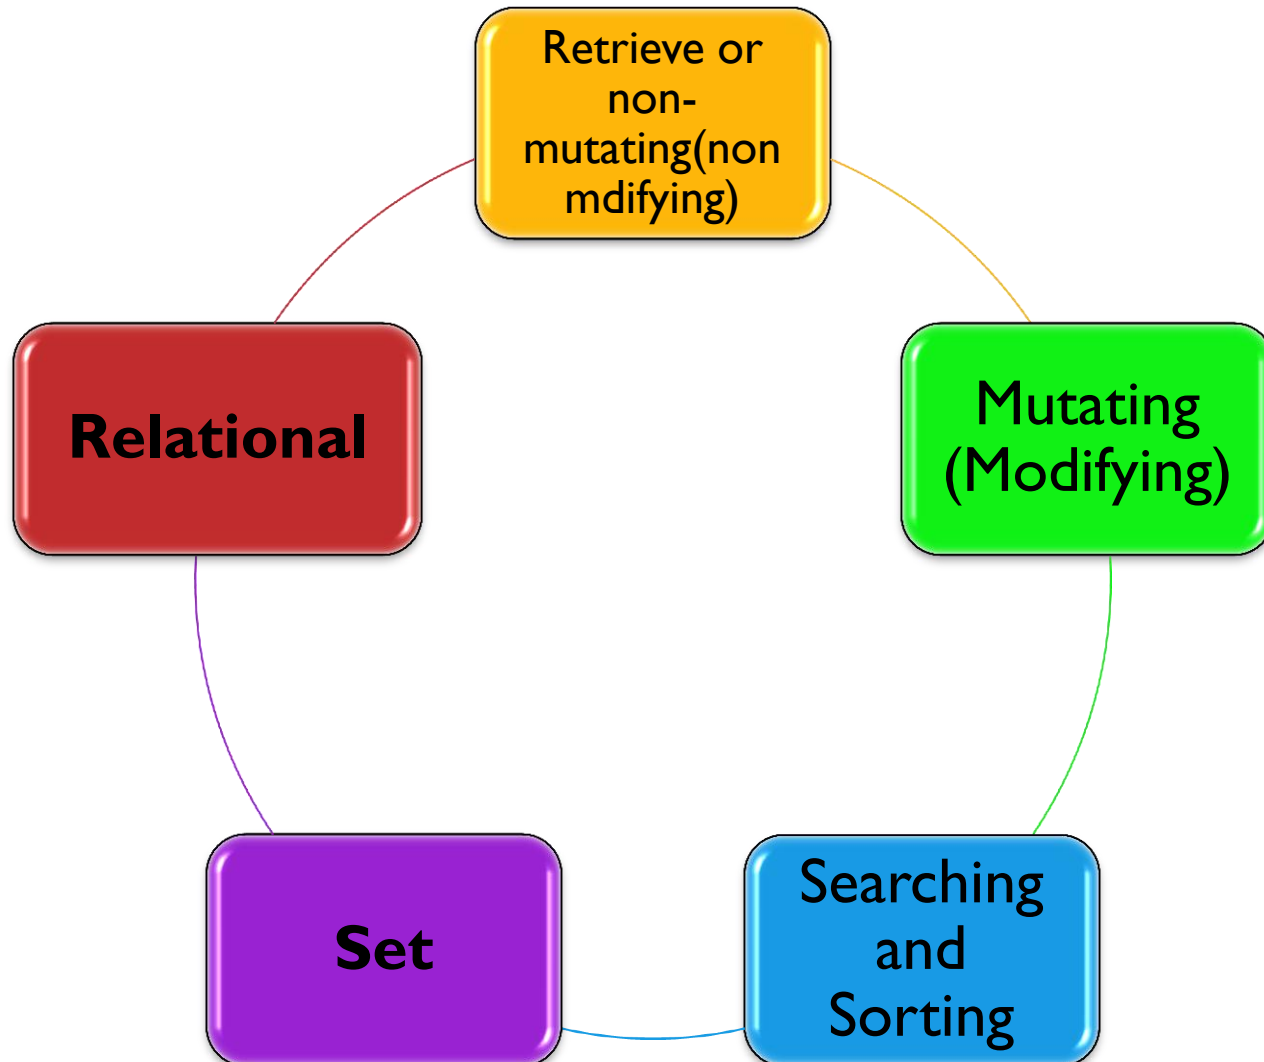 Retrieve or
non-
mutating(non
mdifying)
Relational
Mutating
(Modifying)
Set
Searching
and
Sorting